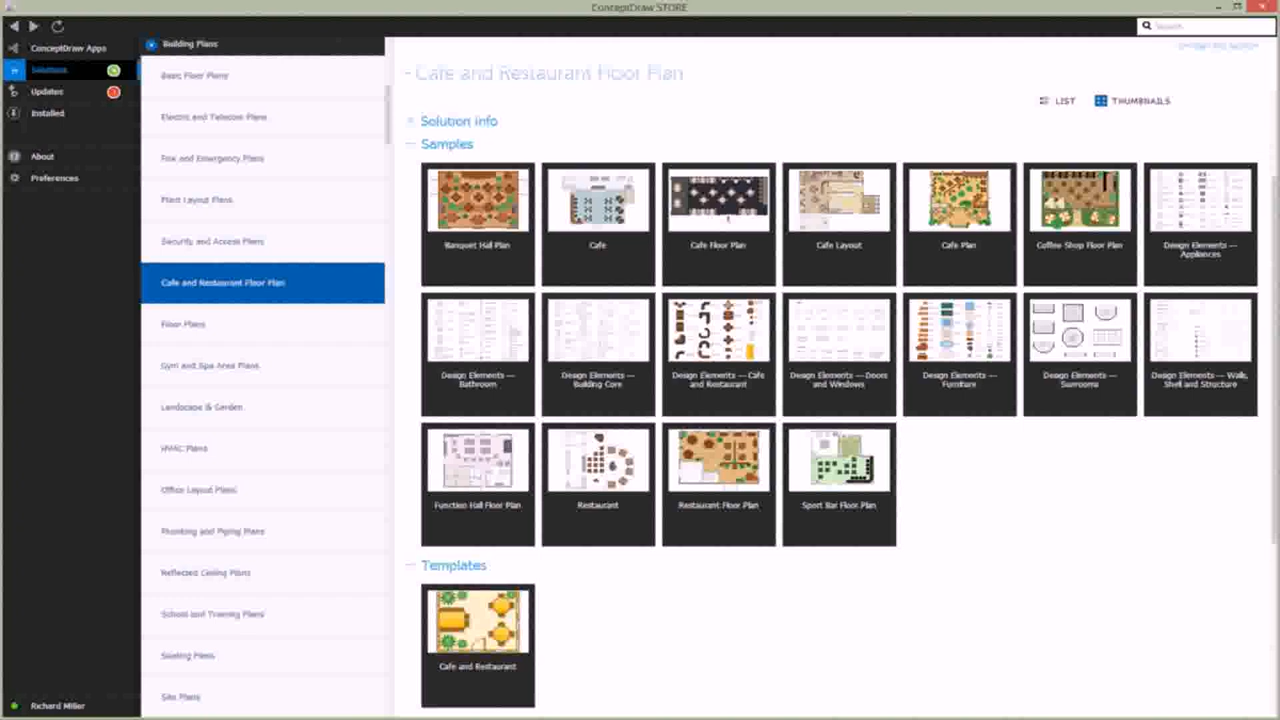 ConceptDraw STORE
Search
ConceptDraw Apps
Solutions
Updates
Installed
About
Preferences
Richard Miller
Building Plans
Basic Floor Plans
Electric and Telecom Plans
Fire and Emergency Plans
Plant Layout Plans
Security and Access Plans
Cafe and Restaurant Floor Plan
Floor Plans
Gym and Spa Area Plans
Landscape & Garden
HVAC Plans
Office Layout Plans
Plumbing and Piping Plans
Reflected Ceiling Plans
School and Training Plans
Seating Plans
Site Plans
Cafe and Restaurant Floor Plan
LIST
THUMBNAILS
Solution info
Samples
Banquet Hall Plan
Cafe
Cafe Floor Plan
Cafe Layout
Cafe Plan
Coffee Shop Floor Plan
Design Elements —
Appliances
Design Elements —
Bathroom
Design Elements —
Building Core
Design Elements — Cafe
and Restaurant
Design Elements — Doors
and Windows
Design Elements —
Furniture
Design Elements —
Sunrooms
Design Elements — Walls,
Shell and Structure
Function Hall Floor Plan
Restaurant
Restaurant Floor Plan
Sport Bar Floor Plan
Templates
Cafe and Restaurant